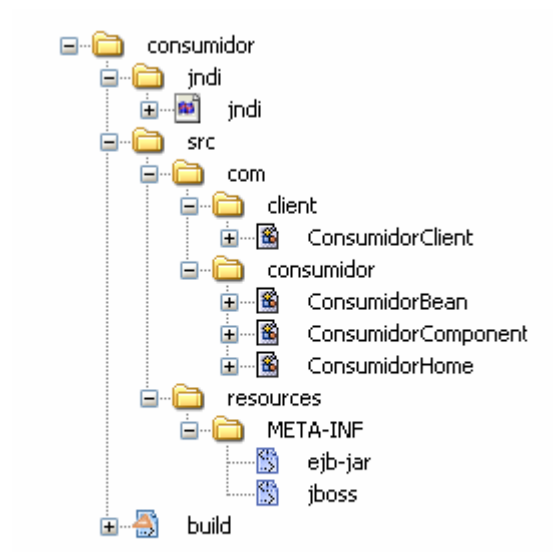 consumidor
jndi
jndi
src
com
client
ConsumidorClient
consumidor
ConsumidorBean
ConsumidorComponent
ConsumidorHome
resources
META-INF
ejb-jar
jboss
build